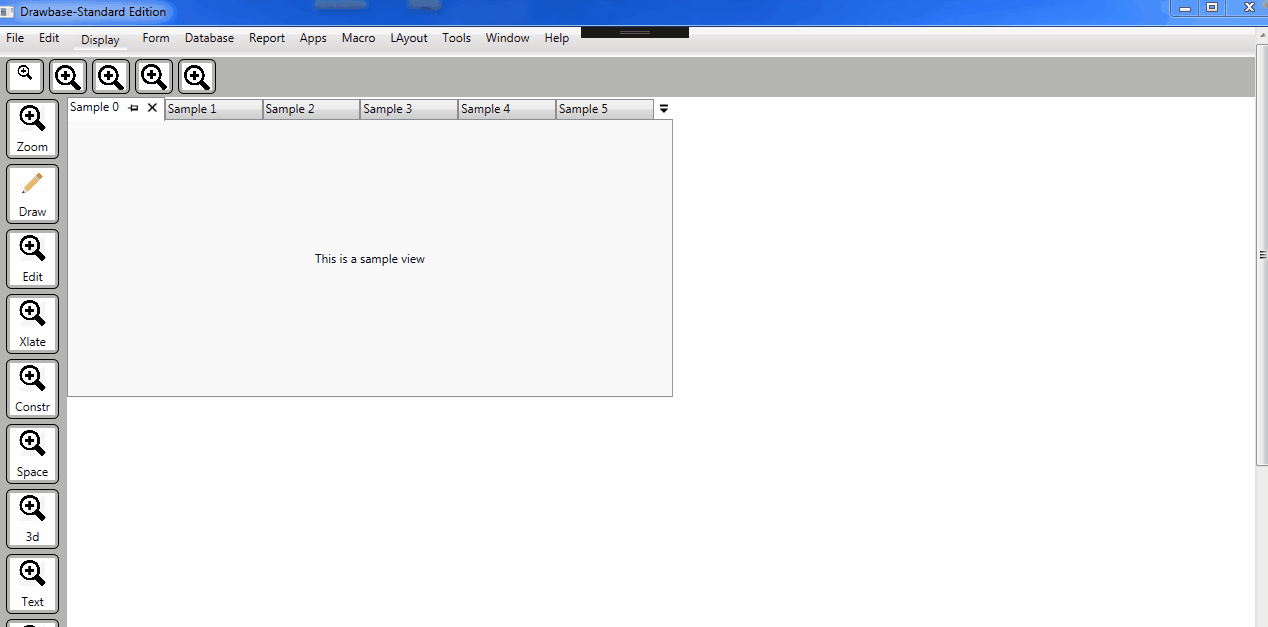 Drawbase-Standard Edition
File Edit Display Form Database Report Apps Macro LAyout Tools Window Help
Sample 0 Sample 1 Sample 2 Sample 3 Sample 4 Sample 5
Zoom
Draw
This is a sample view
Edit
Xlate
Constr
Space
3d
Text